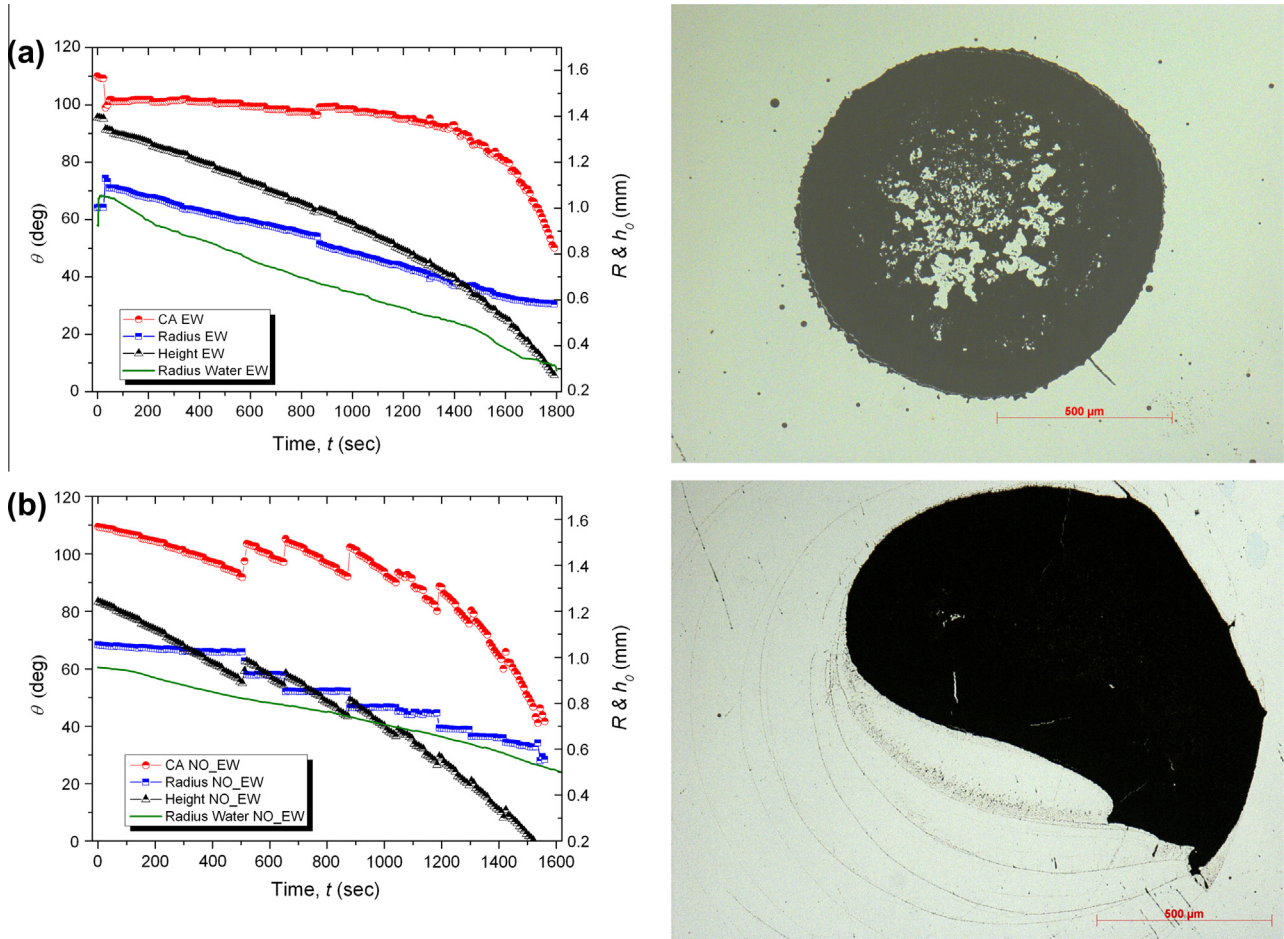 (a)
120
100
80
60
40
20
0
θ (deg)
1.6
1.4
1.2
1.0
0.8
0.6
0.4
0.2
R & h0 (mm)
CA EW
Radius EW
Height EW
Radius Water EW
0 200 400 600 800 1000 1200 1400 1600 1800
Time, t (sec)
500 µm
(b)
120
100
80
60
40
20
0
θ (deg)
1.6
1.4
1.2
1.0
0.8
0.6
0.4
0.2
R & h0 (mm)
CA NO_EW
Radius NO_EW
Height NO_EW
Radius Water NO_EW
0 200 400 600 800 1000 1200 1400 1600
Time, t (sec)
500 µm